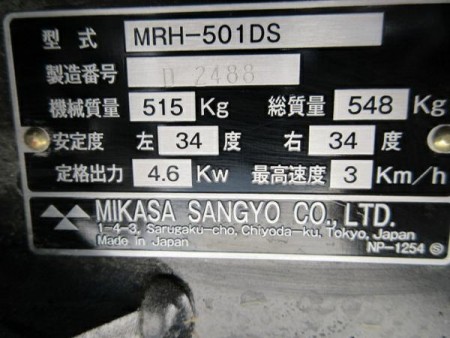 型式 MRH-501DS
製造番号 D 2488
機械質量 515 Kg 総質量 548 Kg
安定度 左 34 度 右 34 度
定格出力 4.6 Kw 最高速度 3 Km/h
MIKASA SANGYO CO., LTD.
1-4-3, Sarugaku-cho, Chiyoda-ku, Tokyo, Japan
Made in Japan NP-1254 Ⓢ